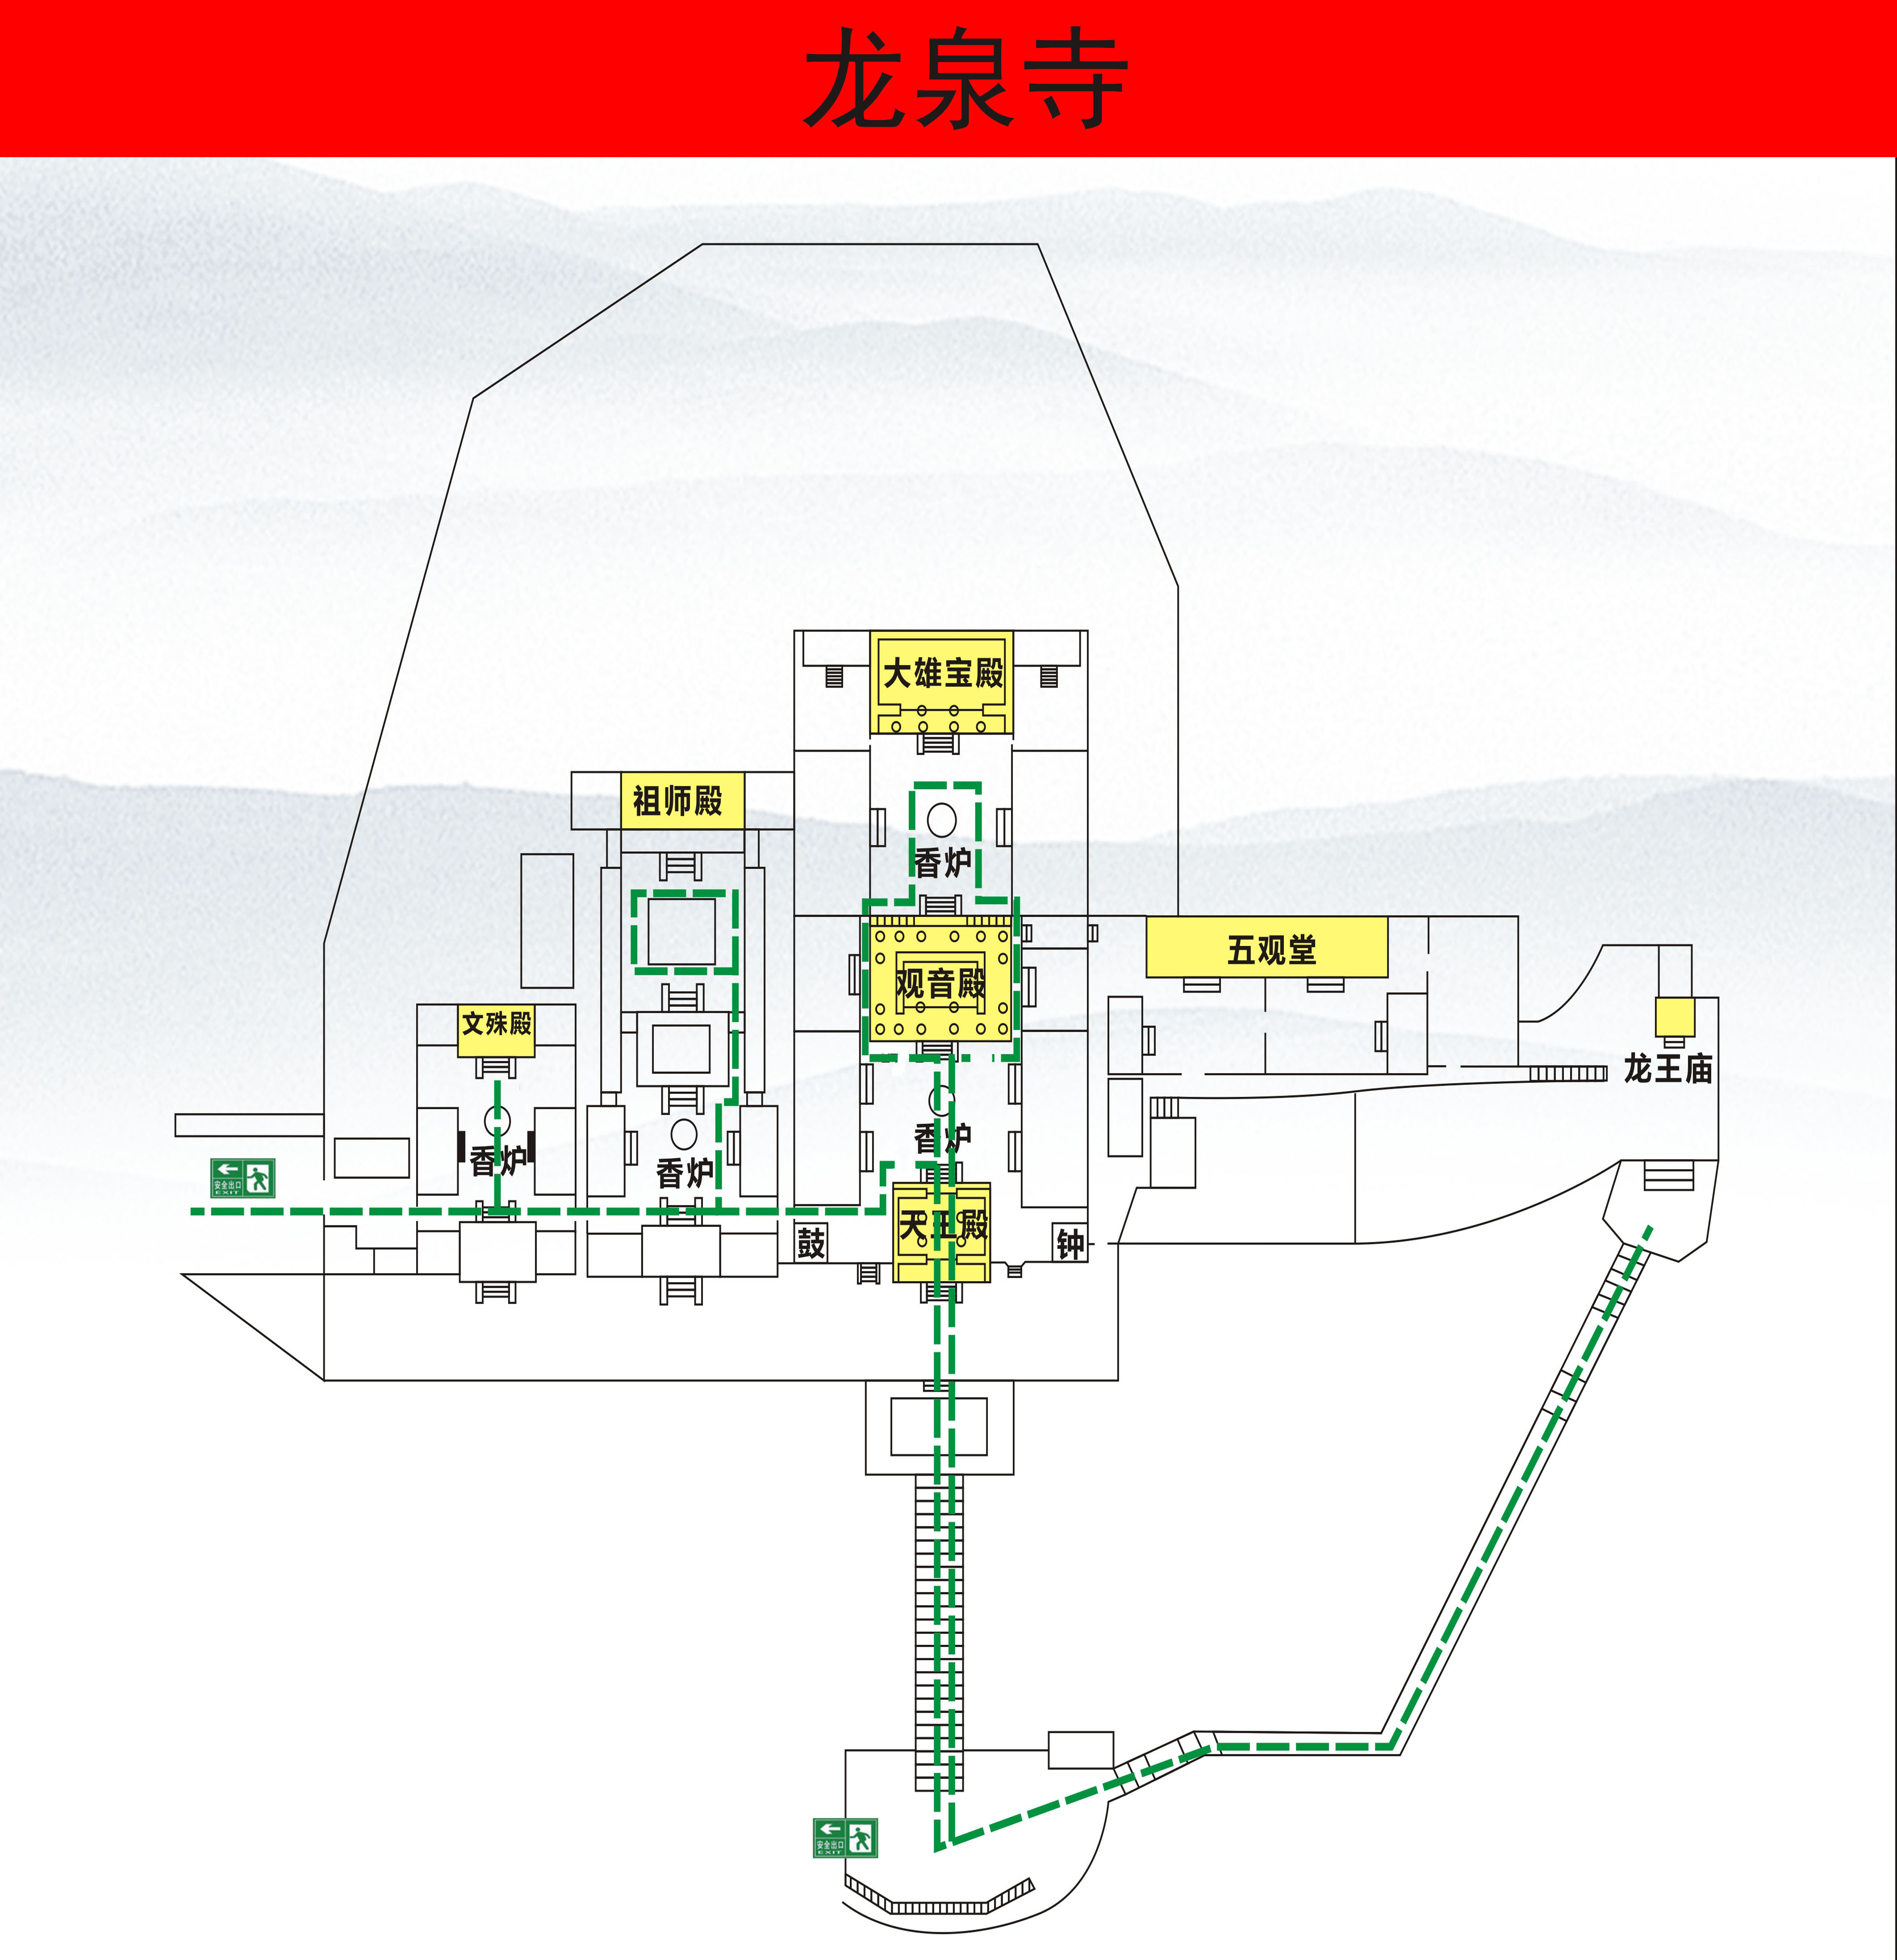 龙泉寺
大雄宝殿
祖师殿
香炉
五观堂
观音殿
文殊殿
龙王庙
香炉
香炉
香炉
安全出口
EXIT
天王殿
鼓
钟
安全出口
EXIT